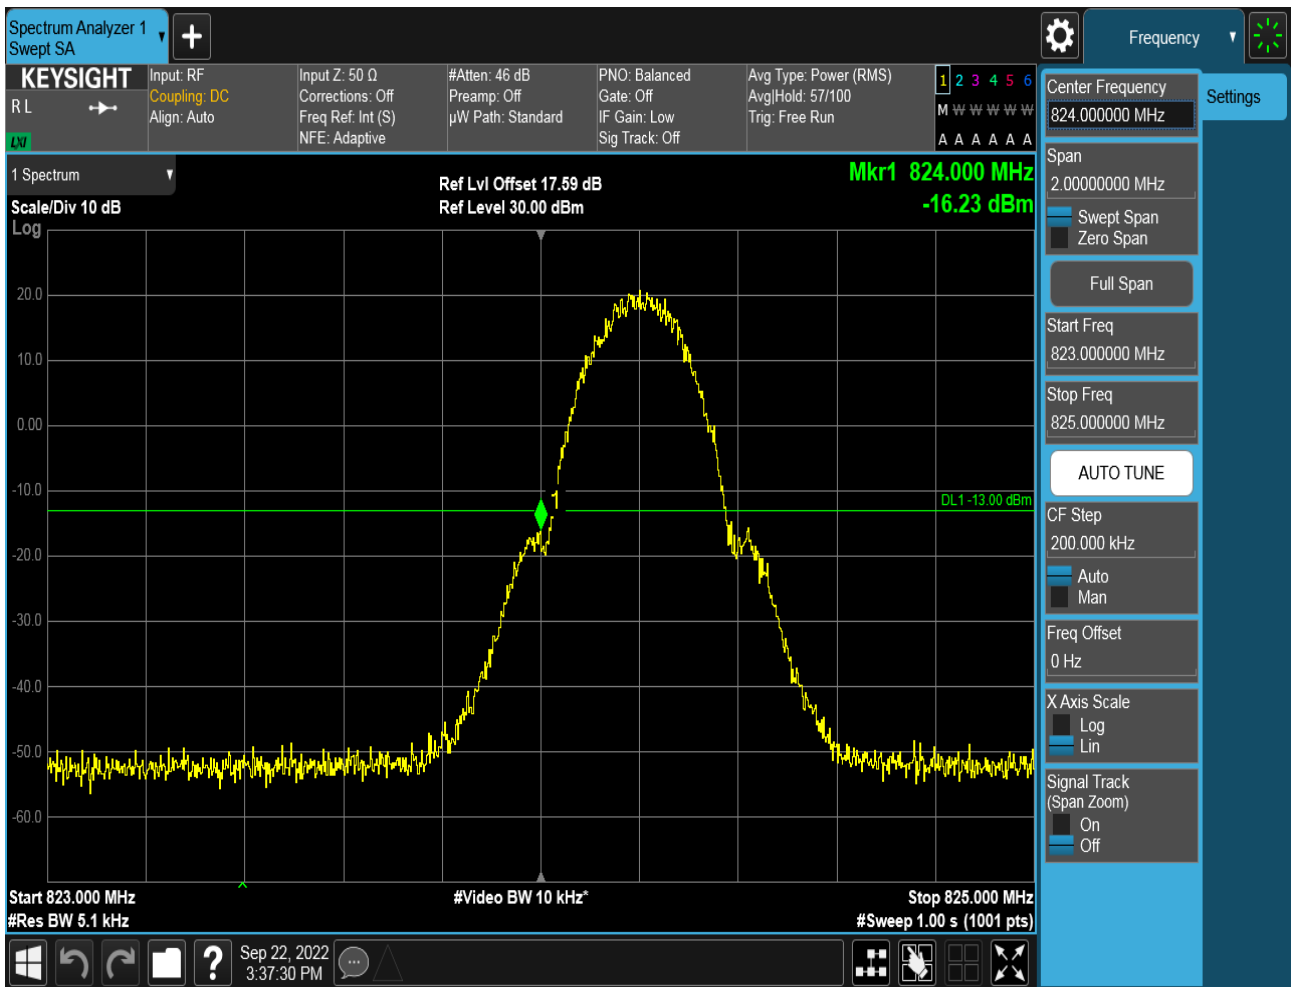 Spectrum Analyzer 1
Swept SA
Frequency
KEYSIGHT
R L
LXI
Input: RF
Coupling: DC
Align: Auto
Input Z: 50 Ω
Corrections: Off
Freq Ref: Int (S)
NFE: Adaptive
#Atten: 46 dB
Preamp: Off
µW Path: Standard
PNO: Balanced
Gate: Off
IF Gain: Low
Sig Track: Off
Avg Type: Power (RMS)
Avg|Hold: 57/100
Trig: Free Run
1 2 3 4 5 6
M W W W W W
A A A A A A
Center Frequency
824.000000 MHz
Settings
Span
2.00000000 MHz
Swept Span
Zero Span
Full Span
Start Freq
823.000000 MHz
Stop Freq
825.000000 MHz
AUTO TUNE
CF Step
200.000 kHz
Auto
Man
Freq Offset
0 Hz
X Axis Scale
Log
Lin
Signal Track
(Span Zoom)
On
Off
1 Spectrum
Scale/Div 10 dB
Log
Ref Lvl Offset 17.59 dB
Ref Level 30.00 dBm
Mkr1 824.000 MHz
-16.23 dBm
20.0
10.0
0.00
-10.0
-20.0
-30.0
-40.0
-50.0
-60.0
1
DL1 -13.00 dBm
Start 823.000 MHz
#Res BW 5.1 kHz
#Video BW 10 kHz*
Stop 825.000 MHz
#Sweep 1.00 s (1001 pts)
?
Sep 22, 2022
3:37:30 PM